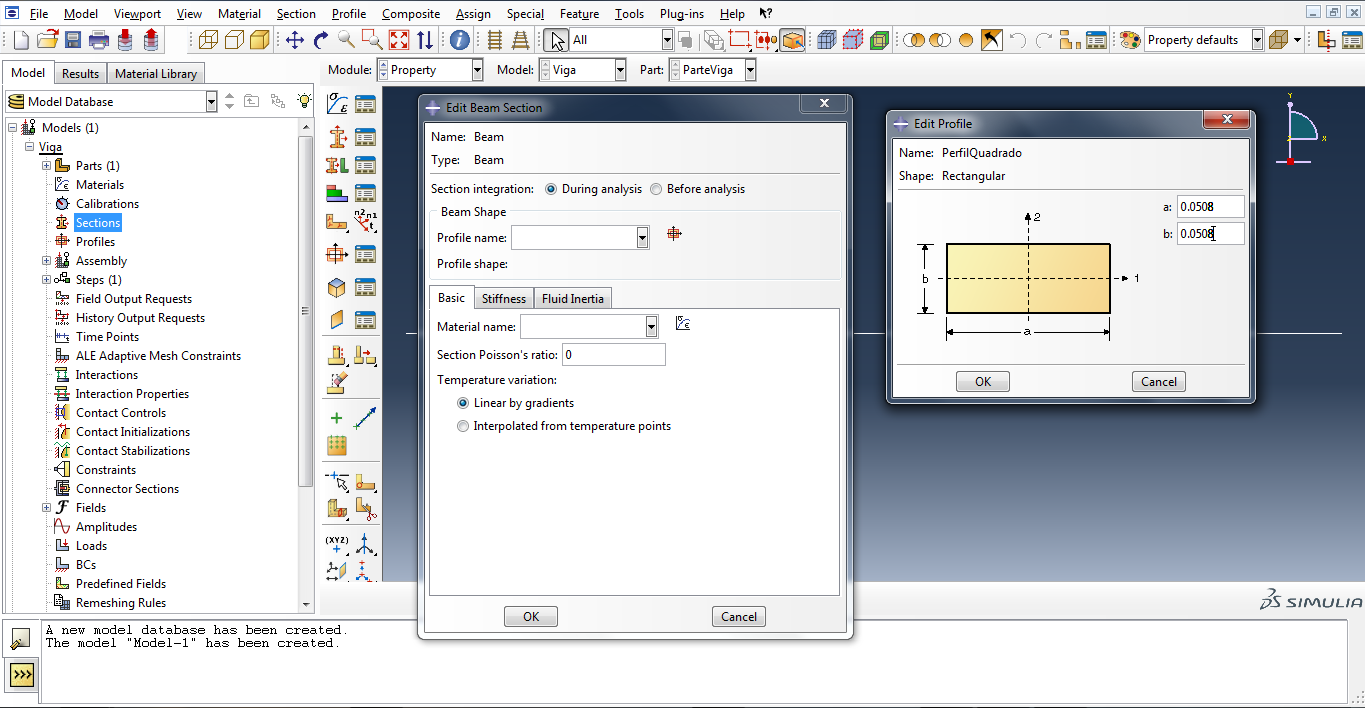 File Model Viewport View Material Section Profile Composite Assign Special Feature Tools Plug-ins Help
All Property defaults
Model Results Material Library Module: Property Model: Viga Part: ParteViga
Model Database
Models (1)
Viga
Parts (1)
Materials
Calibrations
Sections
Profiles
Assembly
Steps (1)
Field Output Requests
History Output Requests
Time Points
ALE Adaptive Mesh Constraints
Interactions
Interaction Properties
Contact Controls
Contact Initializations
Contact Stabilizations
Constraints
Connector Sections
Fields
Amplitudes
Loads
BCs
Predefined Fields
Remeshing Rules
n2 n1
t
(XYZ)
Edit Beam Section
Name: Beam
Type: Beam
Section integration: During analysis Before analysis
Beam Shape
Profile name:
Profile shape:
Basic Stiffness Fluid Inertia
Material name:
Section Poisson's ratio: 0
Temperature variation:
Linear by gradients
Interpolated from temperature points
OK Cancel
Edit Profile
Name: PerfilQuadrado
Shape: Rectangular
a: 0.0508
b: 0.0508
2
b
1
a
OK Cancel
Y
X
Z
SIMULIA
A new model database has been created.
The model "Model-1" has been created.
>>>